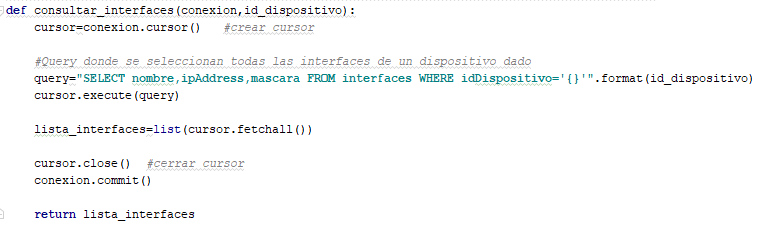 def consultar_interfaces(conexion,id_dispositivo):
cursor=conexion.cursor() #crear cursor
#Query donde se seleccionan todas las interfaces de un dispositivo dado
query="SELECT nombre,ipAddress,mascara FROM interfaces WHERE idDispositivo='{}'".format(id_dispositivo)
cursor.execute(query)
lista_interfaces=list(cursor.fetchall())
cursor.close() #cerrar cursor
conexion.commit()
return lista_interfaces